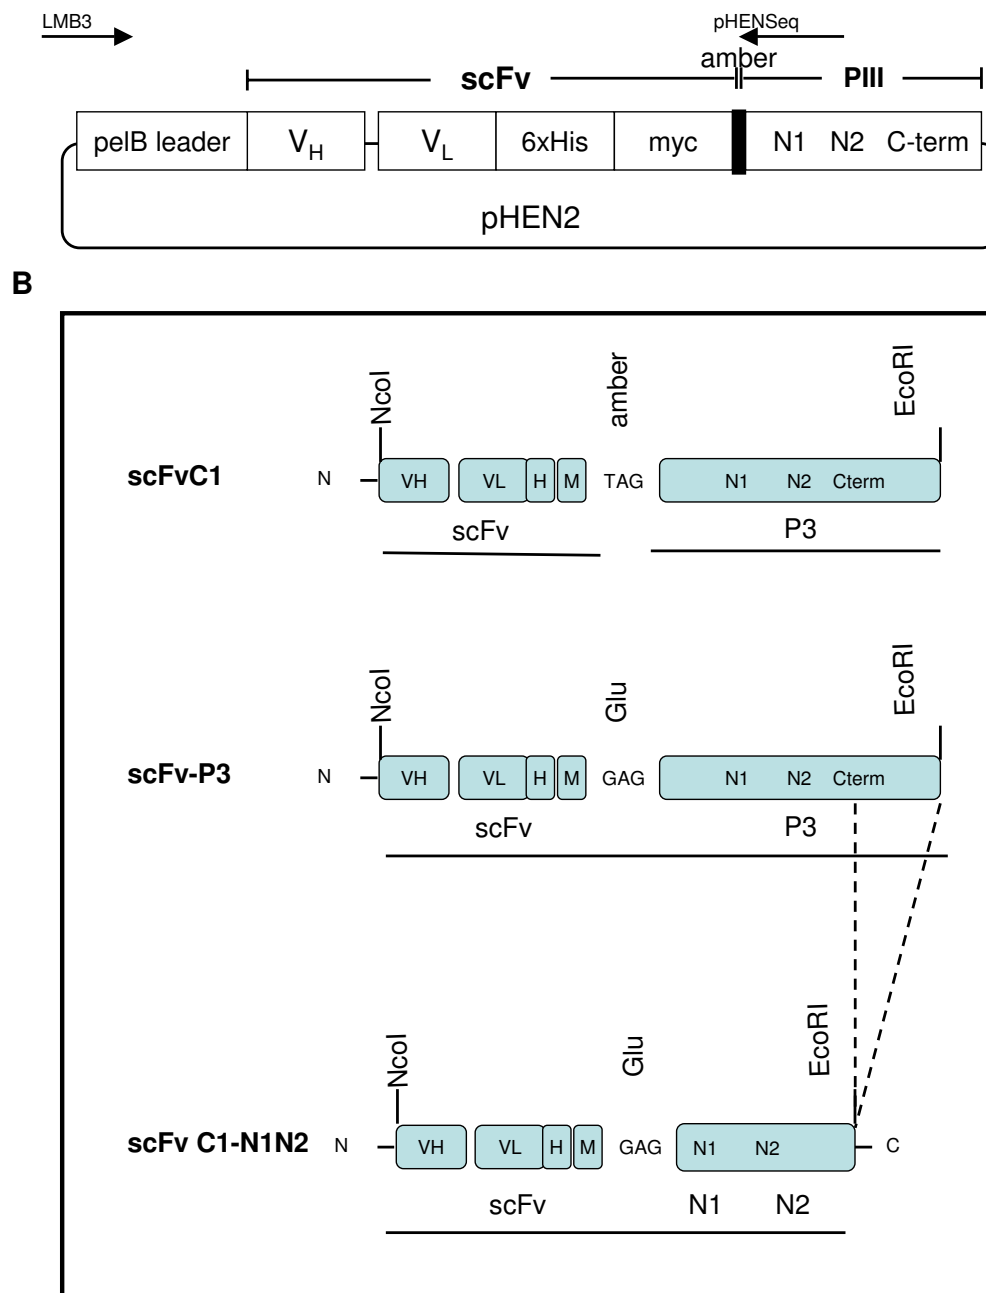 LMB3
pHENSeq
amber
scFv
PIII
pelB leader VH VL 6xHis myc N1 N2 C-term
pHEN2
B
NcoI
amber
EcoRI
scFvC1 N VH VL H M TAG N1 N2 Cterm
scFv P3
NcoI
Glu
EcoRI
scFv-P3 N VH VL H M GAG N1 N2 Cterm
scFv P3
NcoI
Glu
EcoRI
scFv C1-N1N2 N VH VL H M GAG N1 N2 C
scFv N1 N2